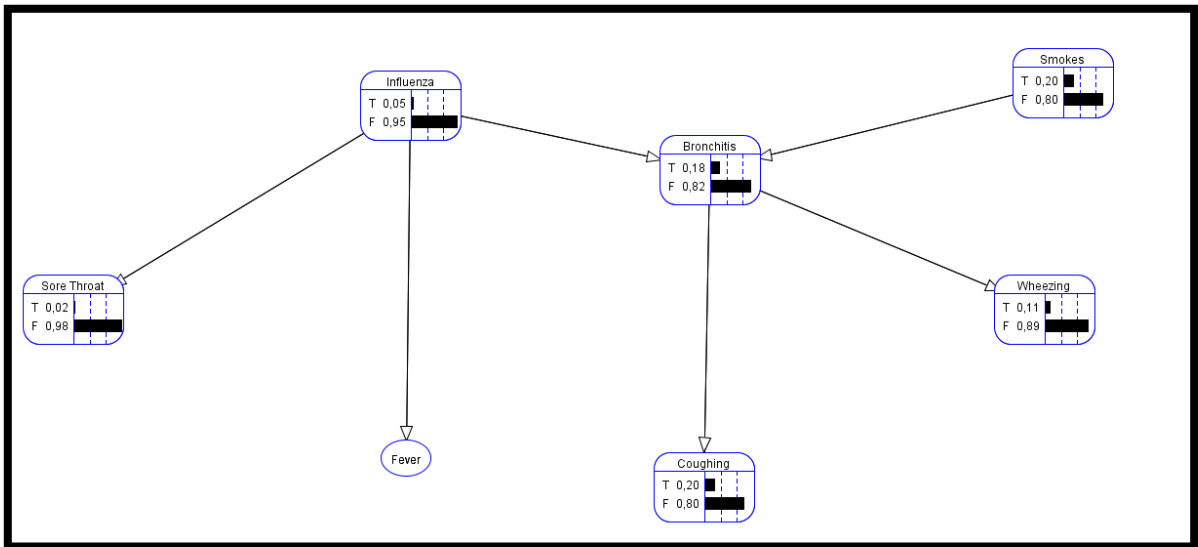 Smokes
T 0,20
F 0,80
Influenza
T 0,05
F 0,95
Bronchitis
T 0,18
F 0,82
Sore Throat
T 0,02
F 0,98
Wheezing
T 0,11
F 0,89
Fever
Coughing
T 0,20
F 0,80